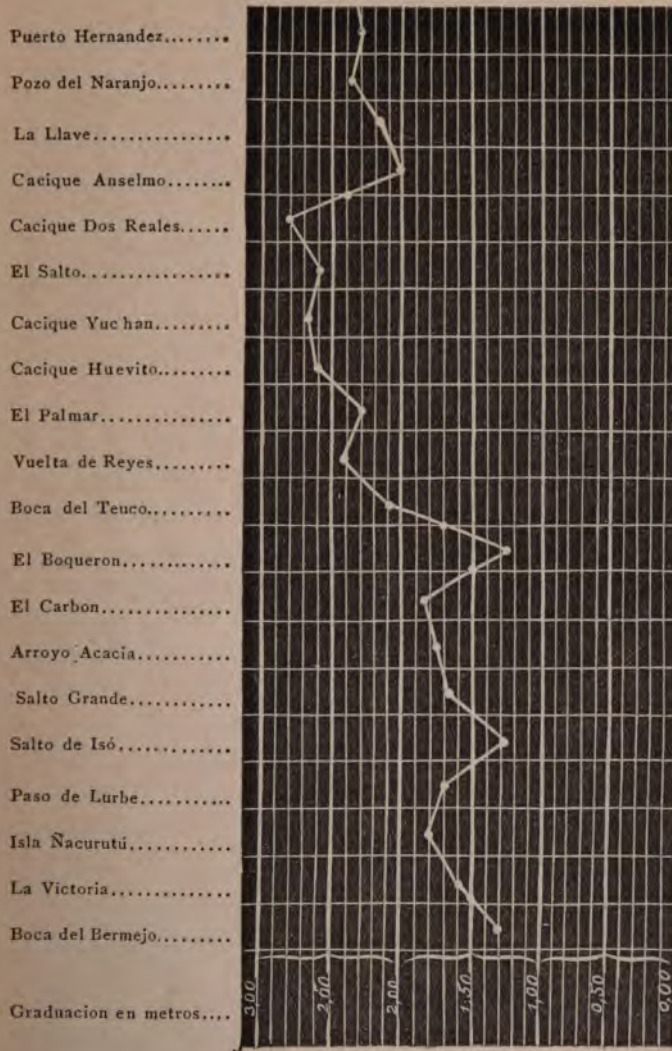 Puerto Hernandez........
Pozo del Naranjo.........
La Llave...............
Cacique Anselmo........
Cacique Dos Reales......
El Salto.................
Cacique Yuc han.........
Cacique Huevito.........
El Palmar..............
Vuelta de Reyes.........
Boca del Teuco..........
El Boqueron.............
El Carbon..............
Arroyo Acacia...........
Salto Grande............
Salto de Isó.............
Paso de Lurbe...........
Isla Ñacurutú............
La Victoria.............
Boca del Bermejo.........
Graduacion en metros.... 3,00 2,00 2,00 1,50 1,00 0,50 0,00